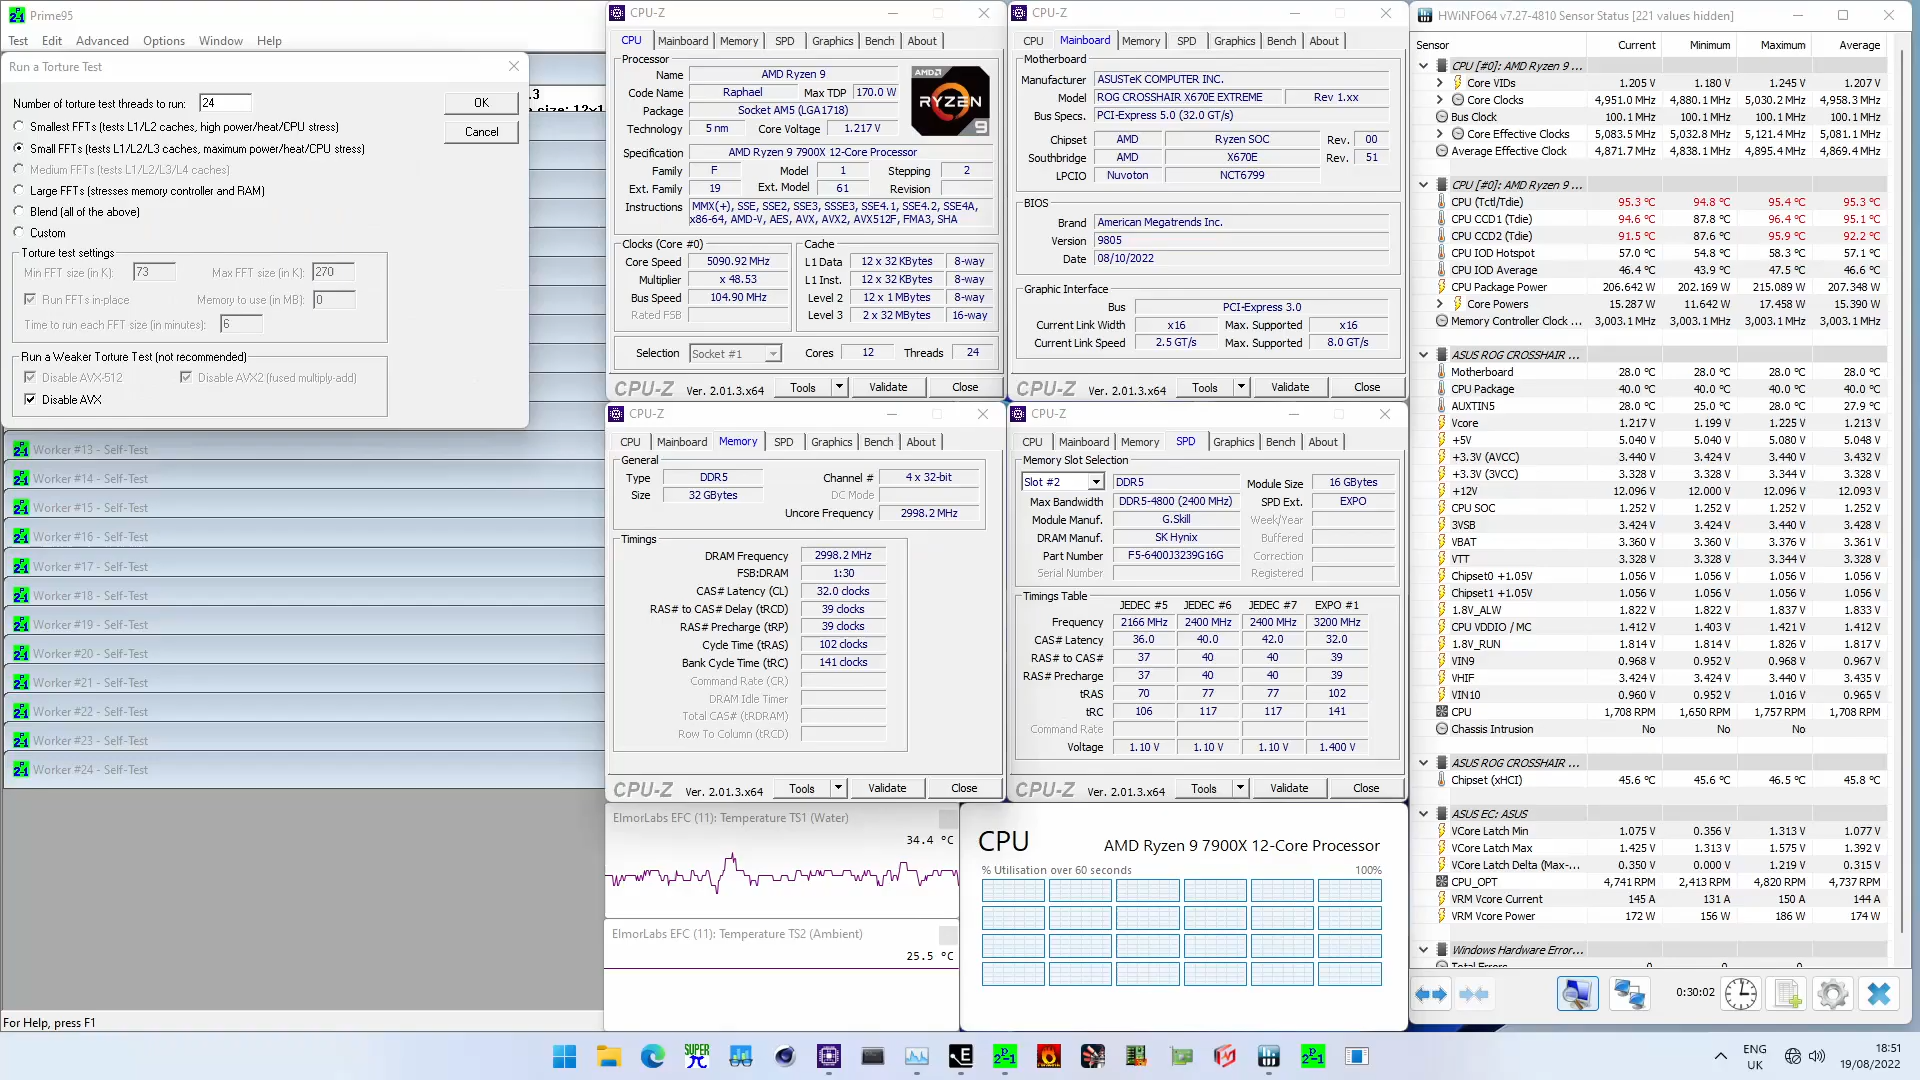 Prime95
Test Edit Advanced Options Window Help
Run a Torture Test
Number of torture test threads to run: 24
OK
Smallest FFTs (tests L1/L2 caches, high power/heat/CPU stress)
Cancel
Small FFTs (tests L1/L2/L3 caches, maximum power/heat/CPU stress)
Medium FFTs (tests L1/L2/L3/L4 caches)
Large FFTs (stresses memory controller and RAM)
Blend (all of the above)
Custom
Torture test settings
Min FFT size (in K): 73 Max FFT size (in K): 270
Run FFTs in-place Memory to use (in MB): 0
Time to run each FFT size (in minutes): 6
Run a Weaker Torture Test (not recommended)
Disable AVX-512 Disable AVX2 (fused multiply-add)
Disable AVX
Worker #13 - Self-Test
Worker #14 - Self-Test
Worker #15 - Self-Test
Worker #16 - Self-Test
Worker #17 - Self-Test
Worker #18 - Self-Test
Worker #19 - Self-Test
Worker #20 - Self-Test
Worker #21 - Self-Test
Worker #22 - Self-Test
Worker #23 - Self-Test
Worker #24 - Self-Test
For Help, press F1
CPU-Z
CPU Mainboard Memory SPD Graphics Bench About
Processor
Name AMD Ryzen 9
Code Name Raphael Max TDP 170.0 W
Package Socket AM5 (LGA1718)
Technology 5 nm Core Voltage 1.217 V
AMD RYZEN 9
Specification AMD Ryzen 9 7900X 12-Core Processor
Family F Model 1 Stepping 2
Ext. Family 19 Ext. Model 61 Revision
Instructions MMX(+), SSE, SSE2, SSE3, SSSE3, SSE4.1, SSE4.2, SSE4A,
x86-64, AMD-V, AES, AVX, AVX2, AVX512F, FMA3, SHA
Clocks (Core #0)
Core Speed 5090.92 MHz
Multiplier x 48.53
Bus Speed 104.90 MHz
Rated FSB
Cache
L1 Data 12 x 32 KBytes 8-way
L1 Inst. 12 x 32 KBytes 8-way
Level 2 12 x 1 MBytes 8-way
Level 3 2 x 32 MBytes 16-way
Selection Socket #1 Cores 12 Threads 24
CPU-Z Ver. 2.01.3.x64 Tools Validate Close
CPU-Z
CPU Mainboard Memory SPD Graphics Bench About
Motherboard
Manufacturer ASUSTeK COMPUTER INC.
Model ROG CROSSHAIR X670E EXTREME Rev 1.xx
Bus Specs. PCI-Express 5.0 (32.0 GT/s)
Chipset AMD Ryzen SOC Rev. 00
Southbridge AMD X670E Rev. 51
LPCIO Nuvoton NCT6799
BIOS
Brand American Megatrends Inc.
Version 9805
Date 08/10/2022
Graphic Interface
Bus PCI-Express 3.0
Current Link Width x16 Max. Supported x16
Current Link Speed 2.5 GT/s Max. Supported 8.0 GT/s
CPU-Z Ver. 2.01.3.x64 Tools Validate Close
CPU-Z
CPU Mainboard Memory SPD Graphics Bench About
General
Type DDR5 Channel # 4 x 32-bit
Size 32 GBytes DC Mode
Uncore Frequency 2998.2 MHz
Timings
DRAM Frequency 2998.2 MHz
FSB:DRAM 1:30
CAS# Latency (CL) 32.0 clocks
RAS# to CAS# Delay (tRCD) 39 clocks
RAS# Precharge (tRP) 39 clocks
Cycle Time (tRAS) 102 clocks
Bank Cycle Time (tRC) 141 clocks
Command Rate (CR)
DRAM Idle Timer
Total CAS# (tRDRAM)
Row To Column (tRCD)
CPU-Z Ver. 2.01.3.x64 Tools Validate Close
CPU-Z
CPU Mainboard Memory SPD Graphics Bench About
Memory Slot Selection
Slot #2 DDR5 Module Size 16 GBytes
Max Bandwidth DDR5-4800 (2400 MHz) SPD Ext. EXPO
Module Manuf. G.Skill Week/Year
DRAM Manuf. SK Hynix Buffered
Part Number F5-6400J3239G16G Correction
Serial Number Registered
Timings Table
JEDEC #5 JEDEC #6 JEDEC #7 EXPO #1
Frequency 2166 MHz 2400 MHz 2400 MHz 3200 MHz
CAS# Latency 36.0 40.0 42.0 32.0
RAS# to CAS# 37 40 40 39
RAS# Precharge 37 40 40 39
tRAS 70 77 77 102
tRC 106 117 117 141
Command Rate
Voltage 1.10 V 1.10 V 1.10 V 1.400 V
CPU-Z Ver. 2.01.3.x64 Tools Validate Close
ElmorLabs EFC (11): Temperature TS1 (Water)
34.4 °C
ElmorLabs EFC (11): Temperature TS2 (Ambient)
25.5 °C
CPU AMD Ryzen 9 7900X 12-Core Processor
% Utilisation over 60 seconds 100%
HWiNFO64 v7.27-4810 Sensor Status [221 values hidden]
Sensor Current Minimum Maximum Average
CPU [#0]: AMD Ryzen 9 ...
Core VIDs 1.205 V 1.180 V 1.245 V 1.207 V
Core Clocks 4,951.0 MHz 4,880.1 MHz 5,030.2 MHz 4,958.3 MHz
Bus Clock 100.1 MHz 100.1 MHz 100.1 MHz 100.1 MHz
Core Effective Clocks 5,083.5 MHz 5,032.8 MHz 5,121.4 MHz 5,081.1 MHz
Average Effective Clock 4,871.7 MHz 4,838.1 MHz 4,895.4 MHz 4,869.4 MHz
CPU [#0]: AMD Ryzen 9 ...
CPU (Tctl/Tdie) 95.3 °C 94.8 °C 95.4 °C 95.3 °C
CPU CCD1 (Tdie) 94.6 °C 87.8 °C 96.4 °C 95.1 °C
CPU CCD2 (Tdie) 91.5 °C 87.6 °C 95.9 °C 92.2 °C
CPU IOD Hotspot 57.0 °C 54.8 °C 58.3 °C 57.1 °C
CPU IOD Average 46.4 °C 43.9 °C 47.5 °C 46.6 °C
CPU Package Power 206.642 W 202.169 W 215.089 W 207.348 W
Core Powers 15.287 W 11.642 W 17.458 W 15.390 W
Memory Controller Clock ... 3,003.1 MHz 3,003.1 MHz 3,003.1 MHz 3,003.1 MHz
ASUS ROG CROSSHAIR ...
Motherboard 28.0 °C 28.0 °C 28.0 °C 28.0 °C
CPU Package 40.0 °C 40.0 °C 40.0 °C 40.0 °C
AUXTIN5 28.0 °C 25.0 °C 28.0 °C 27.9 °C
Vcore 1.217 V 1.199 V 1.225 V 1.213 V
+5V 5.040 V 5.040 V 5.080 V 5.048 V
+3.3V (AVCC) 3.440 V 3.424 V 3.440 V 3.432 V
+3.3V (3VCC) 3.328 V 3.328 V 3.344 V 3.328 V
+12V 12.096 V 12.000 V 12.096 V 12.093 V
CPU SOC 1.252 V 1.252 V 1.252 V 1.252 V
3VSB 3.424 V 3.424 V 3.440 V 3.428 V
VBAT 3.360 V 3.360 V 3.376 V 3.361 V
VTT 3.328 V 3.328 V 3.344 V 3.328 V
Chipset0 +1.05V 1.056 V 1.056 V 1.056 V 1.056 V
Chipset1 +1.05V 1.056 V 1.056 V 1.056 V 1.056 V
1.8V_ALW 1.822 V 1.822 V 1.837 V 1.833 V
CPU VDDIO / MC 1.412 V 1.403 V 1.421 V 1.412 V
1.8V_RUN 1.814 V 1.814 V 1.826 V 1.817 V
VIN9 0.968 V 0.952 V 0.968 V 0.967 V
VHIF 3.424 V 3.424 V 3.440 V 3.435 V
VIN10 0.960 V 0.952 V 1.016 V 0.965 V
CPU 1,708 RPM 1,650 RPM 1,757 RPM 1,708 RPM
Chassis Intrusion No No No
ASUS ROG CROSSHAIR ...
Chipset (xHCI) 45.6 °C 45.6 °C 46.5 °C 45.8 °C
ASUS EC: ASUS
VCore Latch Min 1.075 V 0.356 V 1.313 V 1.077 V
VCore Latch Max 1.425 V 1.313 V 1.575 V 1.392 V
VCore Latch Delta (Max-... 0.350 V 0.000 V 1.219 V 0.315 V
CPU_OPT 4,741 RPM 2,413 RPM 4,820 RPM 4,737 RPM
VRM Vcore Current 145 A 131 A 150 A 144 A
VRM Vcore Power 172 W 156 W 186 W 174 W
Windows Hardware Error...
0:30:02
SUPER π
ENG
UK
18:51
19/08/2022